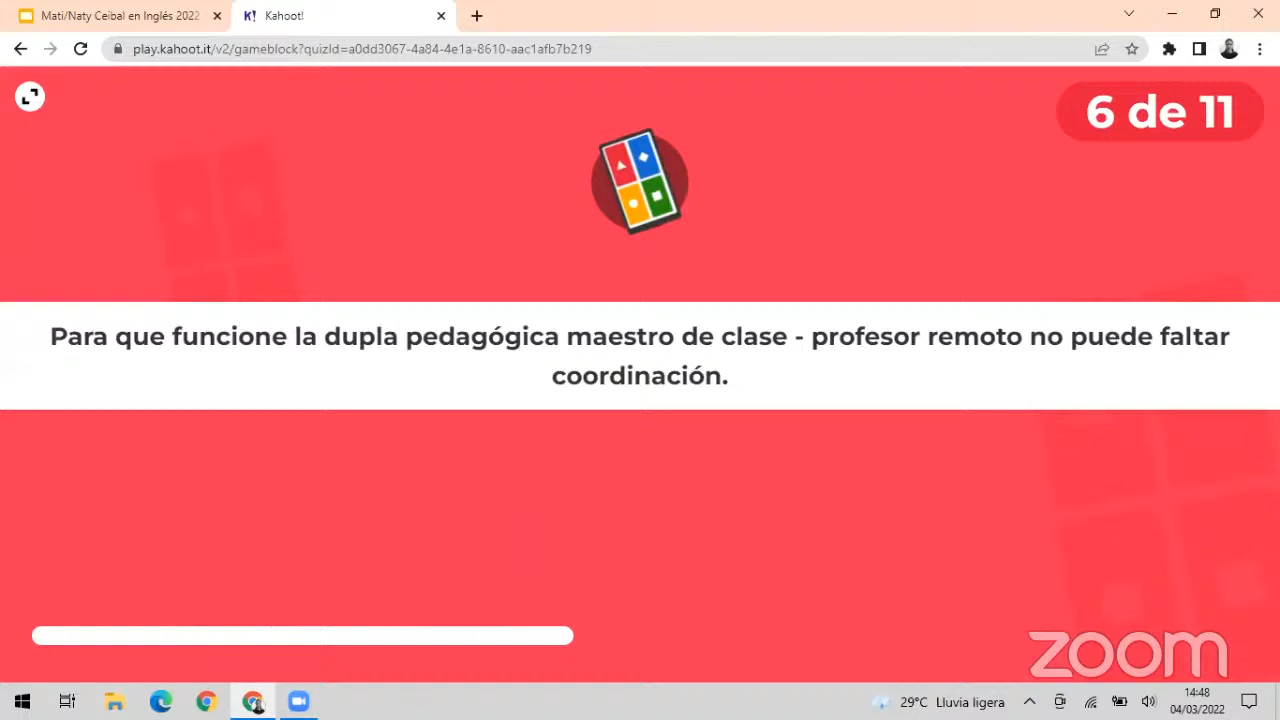 Mati/Naty Ceibal en Inglés 2022
K! Kahoot!
play.kahoot.it/v2/gameblock?quizId=a0dd3067-4a84-4e1a-8610-aac1afb7b219
6 de 11
Para que funcione la dupla pedagógica maestro de clase - profesor remoto no puede faltar
coordinación.
zoom
29°C Lluvia ligera
14:48
04/03/2022